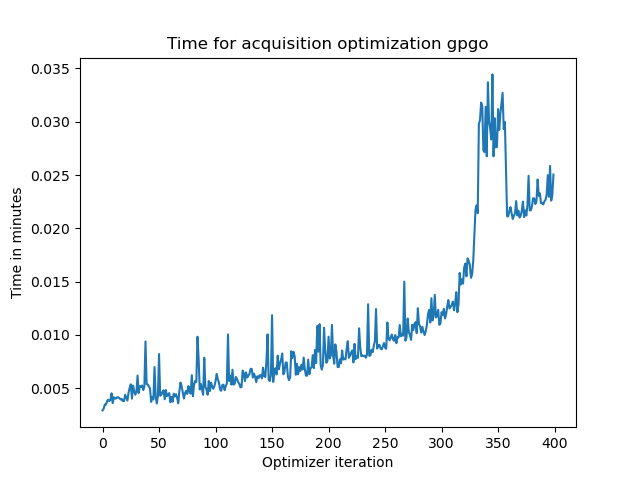 Time for acquisition optimization gpgo
0.035
0.030
0.025
0.020
0.015
0.010
0.005
Time in minutes
0 50 100 150 200 250 300 350 400
Optimizer iteration